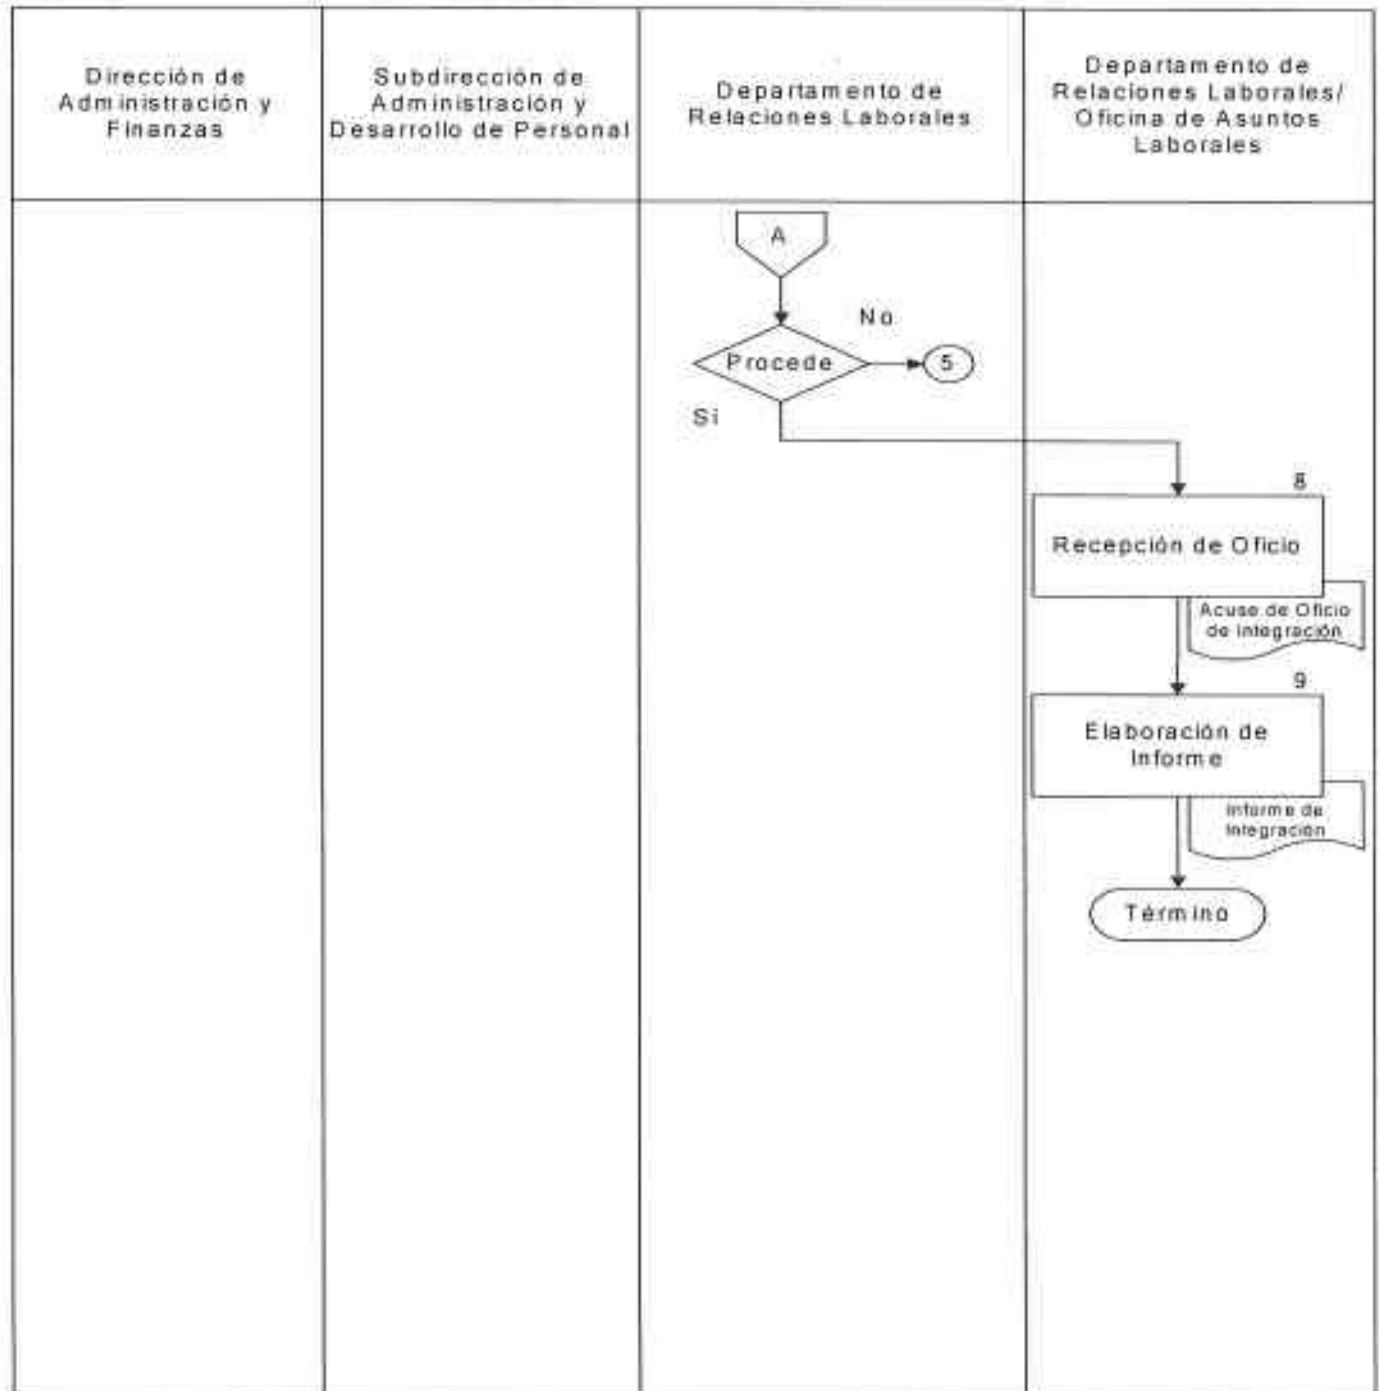 Dirección de
Administración y
Finanzas
Subdirección de
Administración y
Desarrollo de Personal
Departamento de
Relaciones Laborales
Departamento de
Relaciones Laborales/
Oficina de Asuntos
Laborales
A
No
Procede
5
Si
8
Recepción de Oficio
Acuse de Oficio
de Integración
9
Elaboración de
Informe
Informe de
Integración
Término